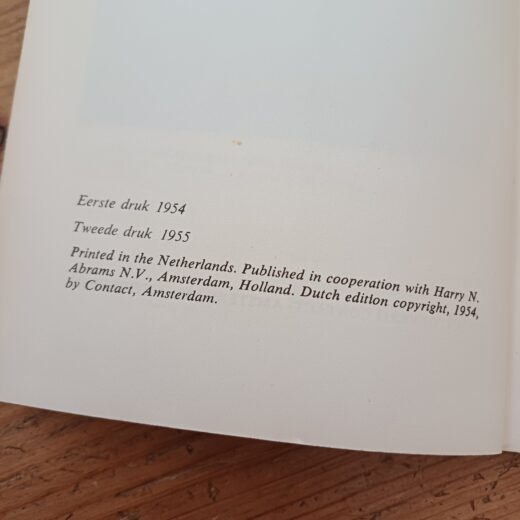 Eerste druk 1954
Tweede druk 1955
Printed in the Netherlands. Published in cooperation with Harry N.
Abrams N.V., Amsterdam, Holland. Dutch edition copyright, 1954,
by Contact, Amsterdam.